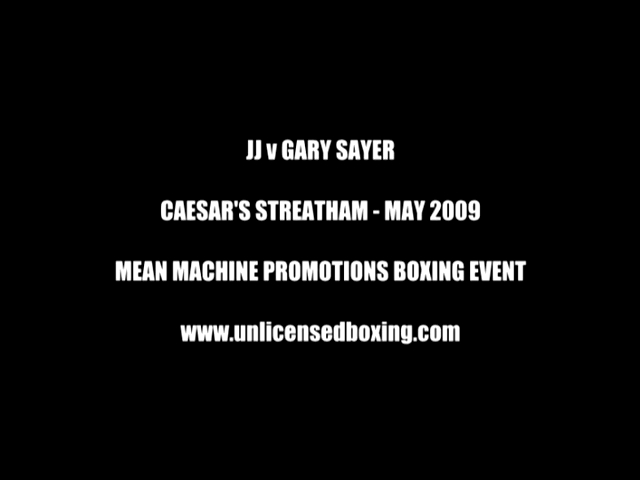 JJ v GARY SAYER
CAESAR'S STREATHAM - MAY 2009
MEAN MACHINE PROMOTIONS BOXING EVENT
www.unlicensedboxing.com